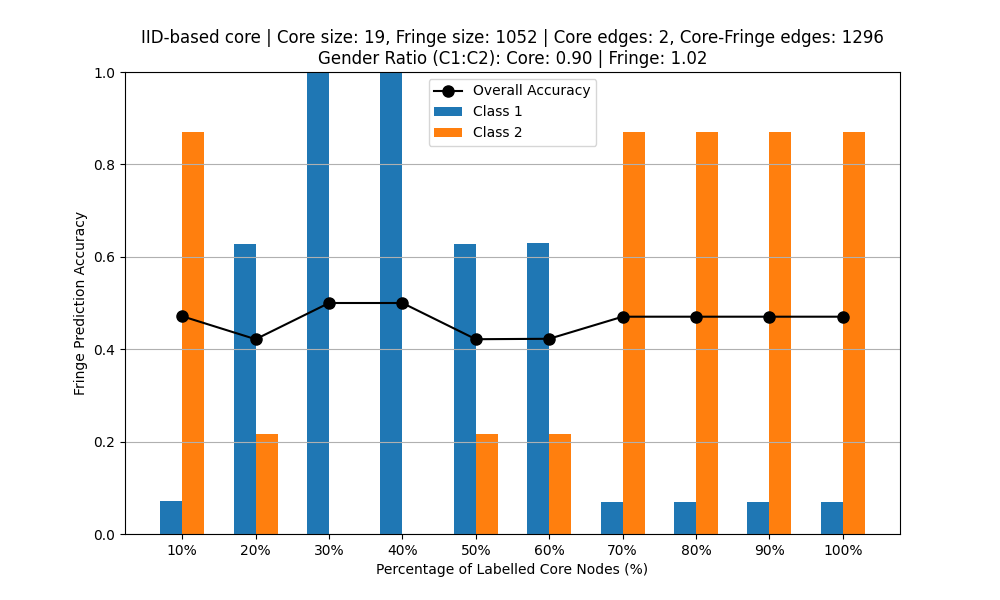 IID-based core | Core size: 19, Fringe size: 1052 | Core edges: 2, Core-Fringe edges: 1296
Gender Ratio (C1:C2): Core: 0.90 | Fringe: 1.02
Overall Accuracy
Class 1
Class 2
Fringe Prediction Accuracy
1.0
0.8
0.6
0.4
0.2
0.0
10% 20% 30% 40% 50% 60% 70% 80% 90% 100%
Percentage of Labelled Core Nodes (%)